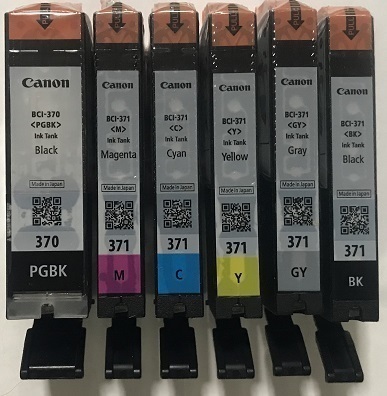 PULL
Canon
BCI-370
<PGBK>
Ink Tank
Black
Made in Japan
370
PGBK
Canon
BCI-371
<M>
Ink Tank
Magenta
Made in Japan
371
M
Canon
BCI-371
<C>
Ink Tank
Cyan
Made in Japan
371
C
Canon
BCI-371
<Y>
Ink Tank
Yellow
Made in Japan
371
Y
Canon
BCI-371
<GY>
Ink Tank
Gray
Made in Japan
371
GY
Canon
BCI-371
<BK>
Ink Tank
Black
Made in Japan
371
BK